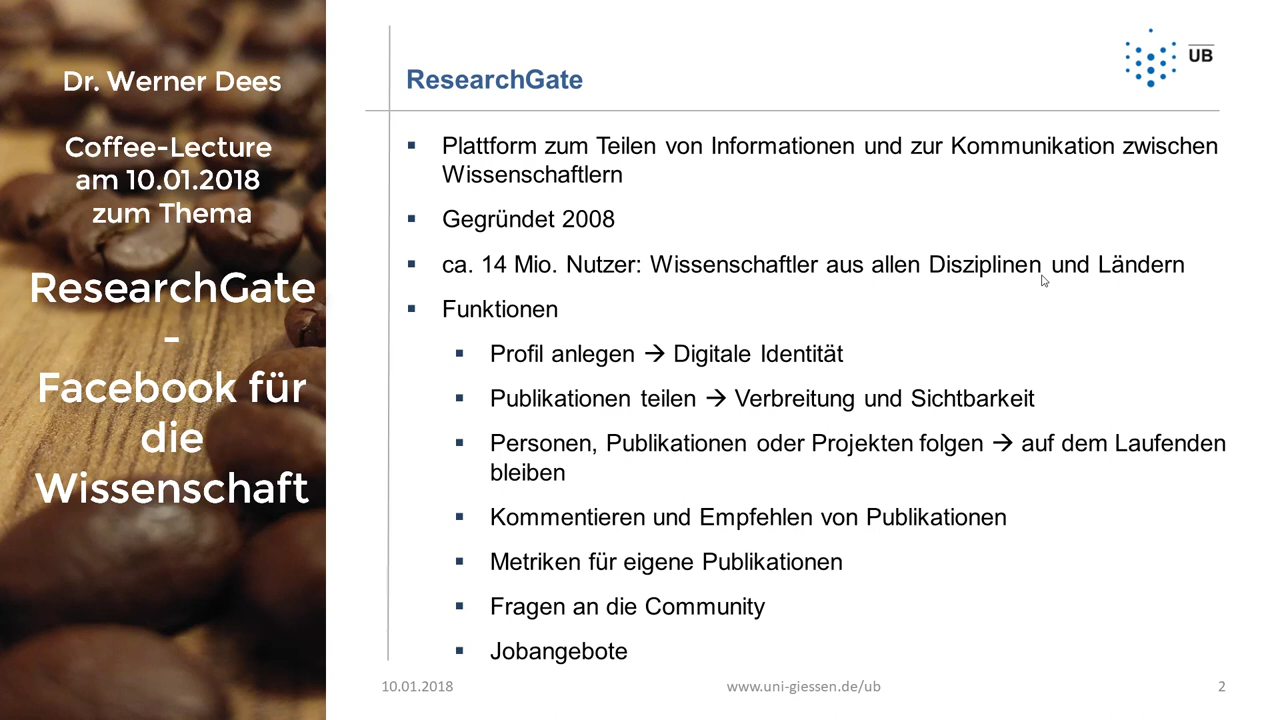 Dr. Werner Dees
Coffee-Lecture
am 10.01.2018
zum Thema
ResearchGate
-
Facebook für
die
Wissenschaft
UB
ResearchGate
▪ Plattform zum Teilen von Informationen und zur Kommunikation zwischen
Wissenschaftlern
▪ Gegründet 2008
▪ ca. 14 Mio. Nutzer: Wissenschaftler aus allen Disziplinen und Ländern
▪ Funktionen
▪ Profil anlegen → Digitale Identität
▪ Publikationen teilen → Verbreitung und Sichtbarkeit
▪ Personen, Publikationen oder Projekten folgen → auf dem Laufenden
bleiben
▪ Kommentieren und Empfehlen von Publikationen
▪ Metriken für eigene Publikationen
▪ Fragen an die Community
▪ Jobangebote
10.01.2018
www.uni-giessen.de/ub
2